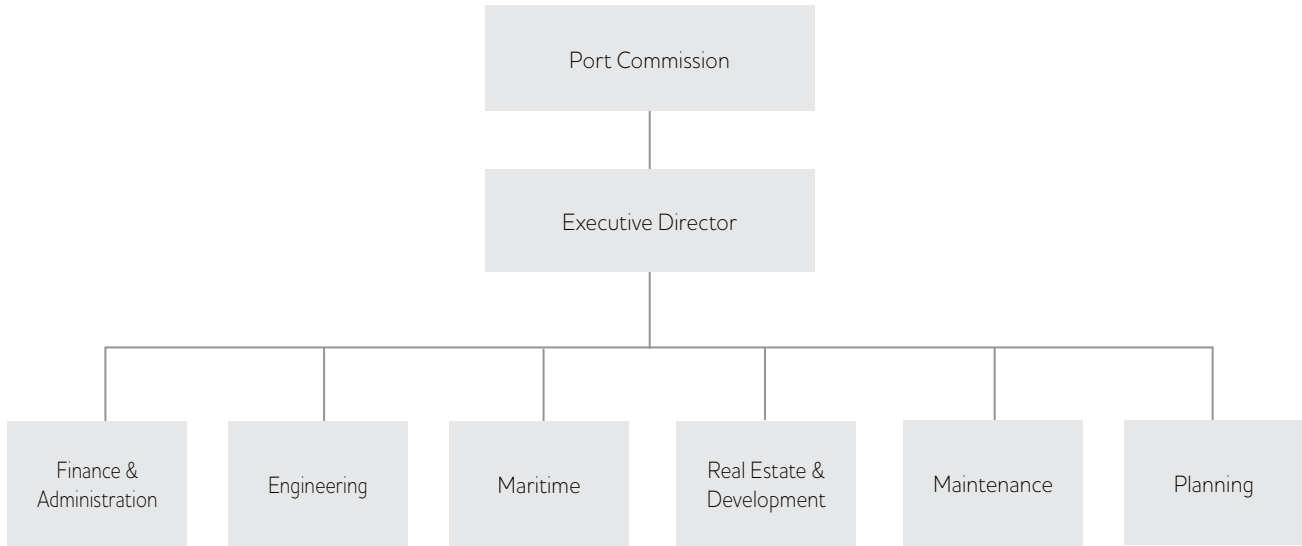 Port Commission
Executive Director
Finance &
Administration
Engineering
Maritime
Real Estate &
Development
Maintenance
Planning